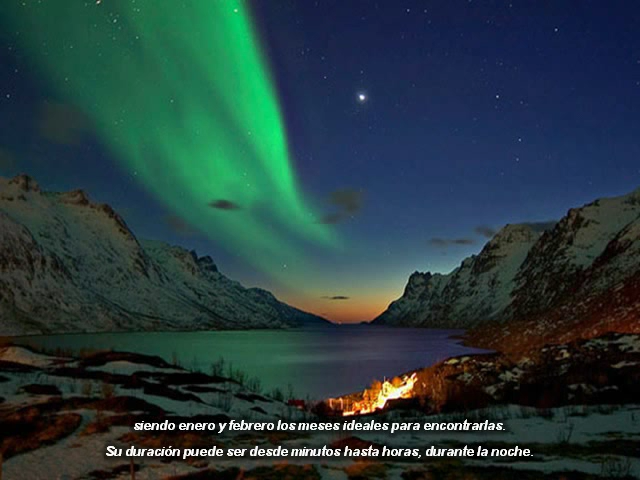 siendo enero y febrero los meses ideales para encontrarlas.
Su duración puede ser desde minutos hasta horas, durante la noche.